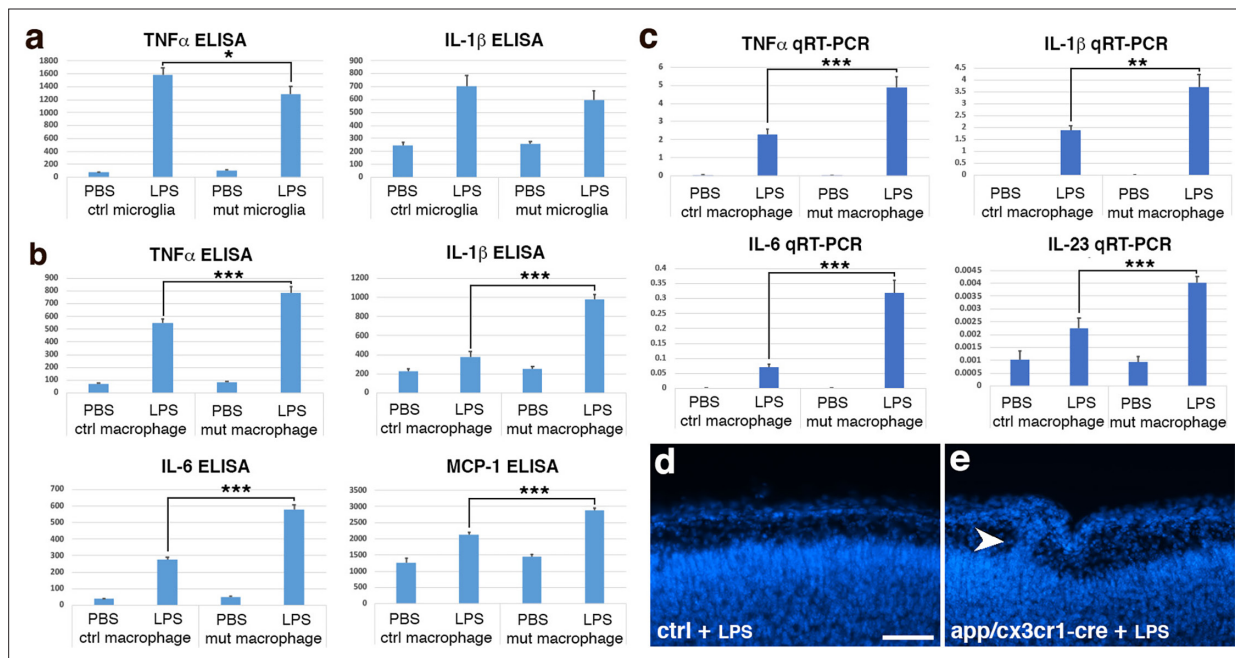 a
TNFα ELISA
*
1800
1600
1400
1200
1000
800
600
400
200
0
PBS LPS PBS LPS
ctrl microglia mut microglia
IL-1β ELISA
900
800
700
600
500
400
300
200
100
0
PBS LPS PBS LPS
ctrl microglia mut microglia
b
TNFα ELISA
***
900
800
700
600
500
400
300
200
100
0
PBS LPS PBS LPS
ctrl macrophage mut macrophage
IL-1β ELISA
***
1200
1000
800
600
400
200
0
PBS LPS PBS LPS
ctrl macrophage mut macrophage
IL-6 ELISA
***
700
600
500
400
300
200
100
0
PBS LPS PBS LPS
ctrl macrophage mut macrophage
MCP-1 ELISA
***
3500
3000
2500
2000
1500
1000
500
0
PBS LPS PBS LPS
ctrl macrophage mut macrophage
c
TNFα qRT-PCR
***
6
5
4
3
2
1
0
PBS LPS PBS LPS
ctrl macrophage mut macrophage
IL-1β qRT-PCR
**
4.5
4
3.5
3
2.5
2
1.5
1
0.5
0
PBS LPS PBS LPS
ctrl macrophage mut macrophage
IL-6 qRT-PCR
***
0.4
0.35
0.3
0.25
0.2
0.15
0.1
0.05
0
PBS LPS PBS LPS
ctrl macrophage mut macrophage
IL-23 qRT-PCR
***
0.0045
0.004
0.0035
0.003
0.0025
0.002
0.0015
0.001
0.0005
0
PBS LPS PBS LPS
ctrl macrophage mut macrophage
d
ctrl + LPS
e
app/cx3cr1-cre + LPS